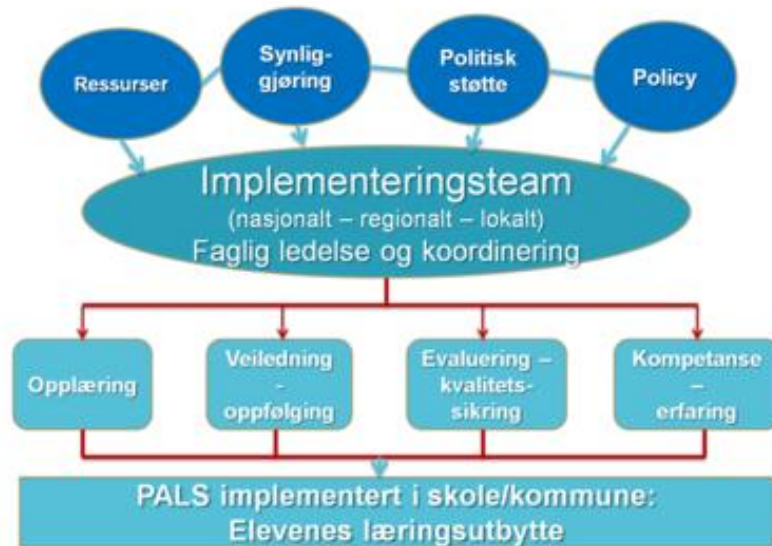 Ressurser
Synlig-
gjøring
Politisk
støtte
Policy
Implementeringsteam
(nasjonalt – regionalt – lokalt)
Faglig ledelse og koordinering
Opplæring
Veiledning
-
oppfølging
Evaluering –
kvalitets-
sikring
Kompetanse
–
erfaring
PALS implementert i skole/kommune:
Elevenes læringsutbytte